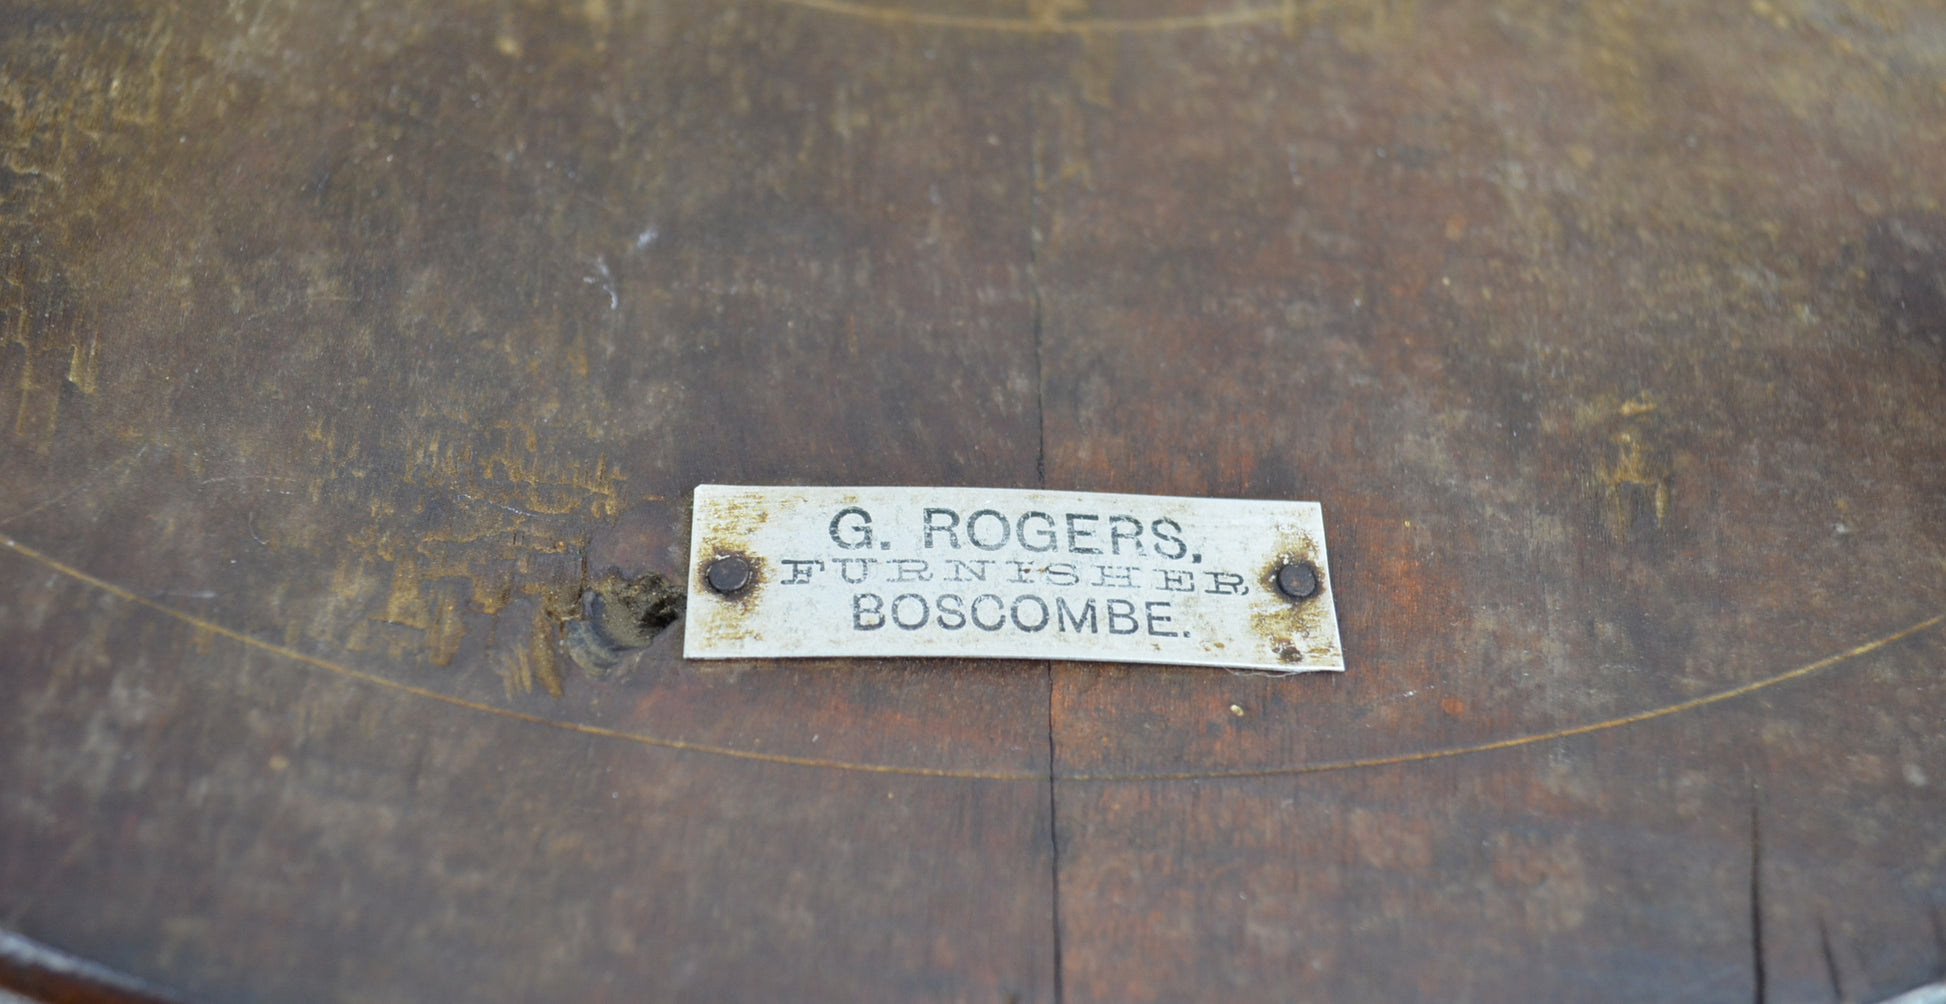 G. ROGERS,
FURNISHER
BOSCOMBE.